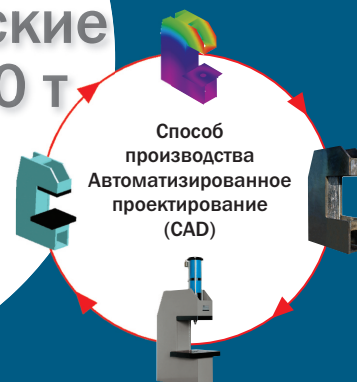 ские
0 т
Способ
производства
Автоматизированное
проектирование
(CAD)